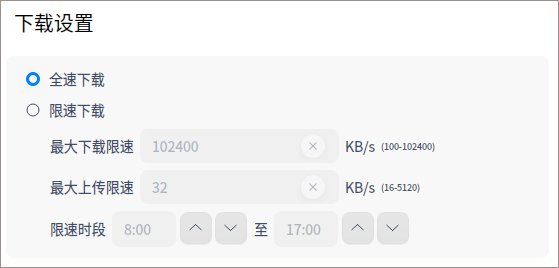 下载设置
全速下载
限速下载
最大下载限速 102400 KB/s (100-102400)
最大上传限速 32 KB/s (16-5120)
限速时段 8:00 至 17:00